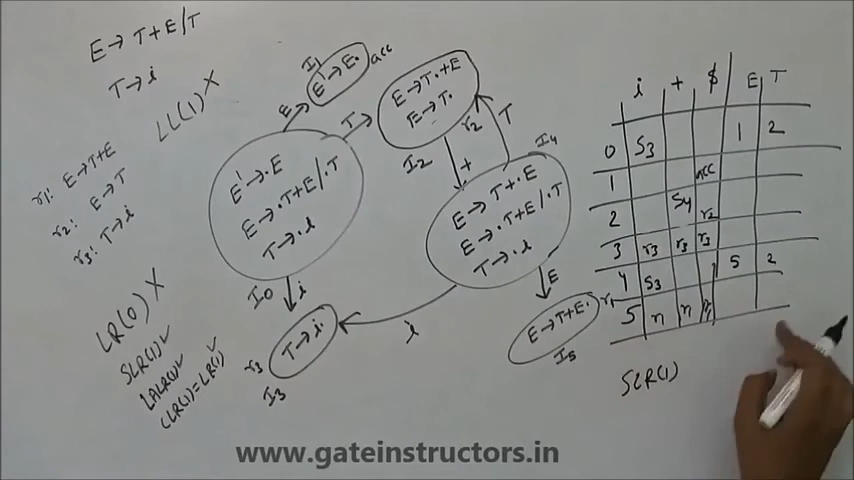 E → T + E / T
T → i
LL(1) X
r1: E → T+E
r2: E → T
r3: T → i
LR(0) X
SLR(1) ✓
LALR(1) ✓
CLR(1) = LR(1) ✓
E' → .E
E → .T+E / .T
T → .i
I0
E
I1
E' → E.
acc
T
E → T.+E
E → T.
r2
I2
+
T
I4
E → T+.E
E → .T+E / .T
T → .i
E
E → T+E.
r1
I5
i
i
T → i.
r3
I3
i + $ E T
0 S3 1 2
1 acc
2 S4 r2
3 r3 r3 r3
4 S3 5 2
5 r1 r1 r1
SLR(1)
www.gateinstructors.in